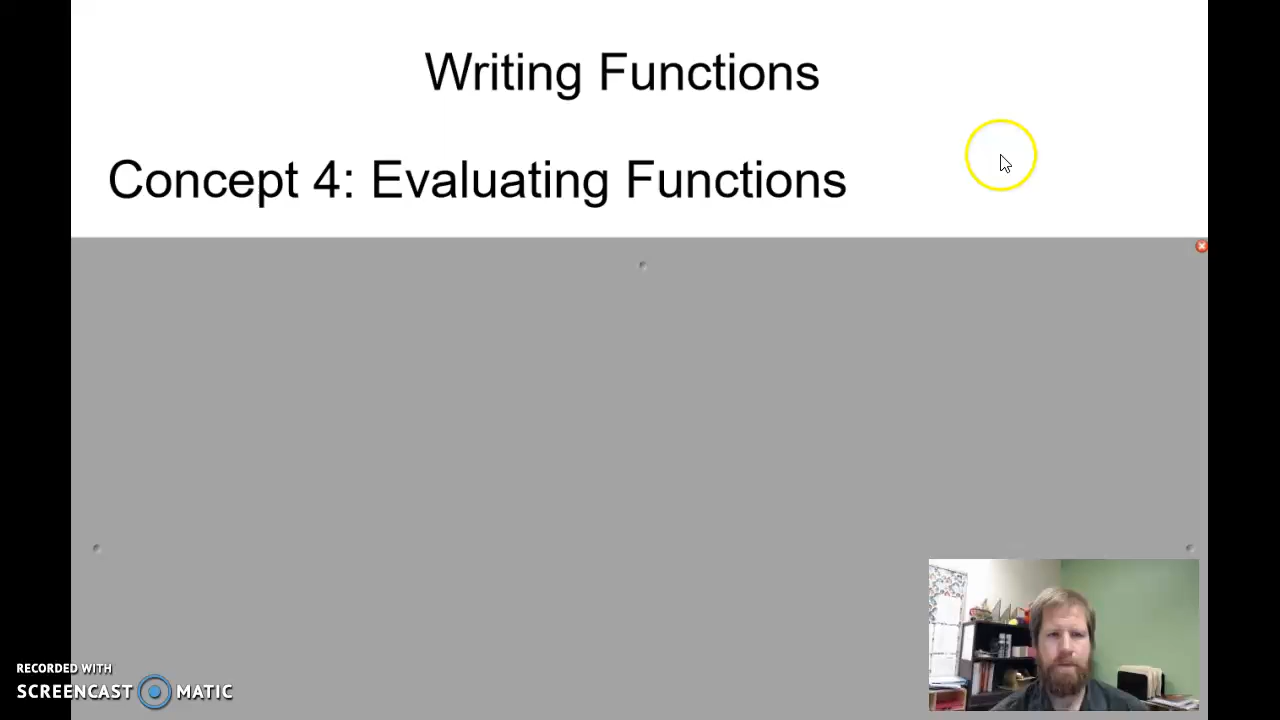 Writing Functions
Concept 4: Evaluating Functions
RECORDED WITH
SCREENCAST MATIC